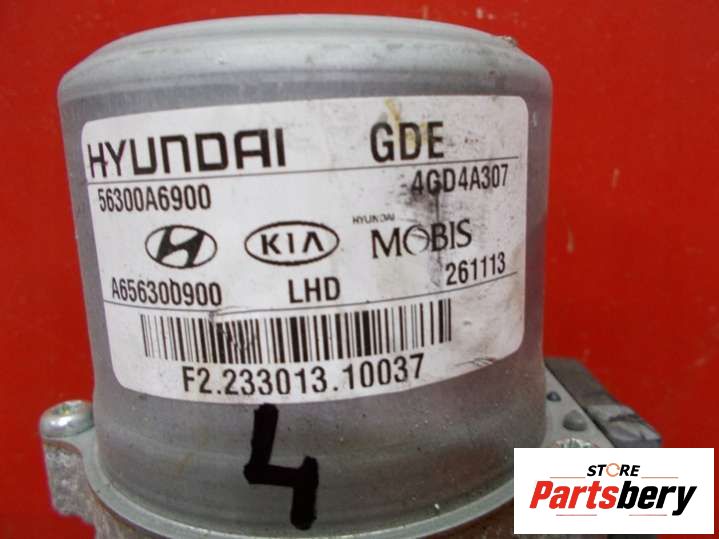 HYUNDAI GDE
56300A6900 4GD4A307
KIA HYUNDAI MOBIS
A656300900 LHD 261113
F2.233013.10037
4
STORE
Partsbery